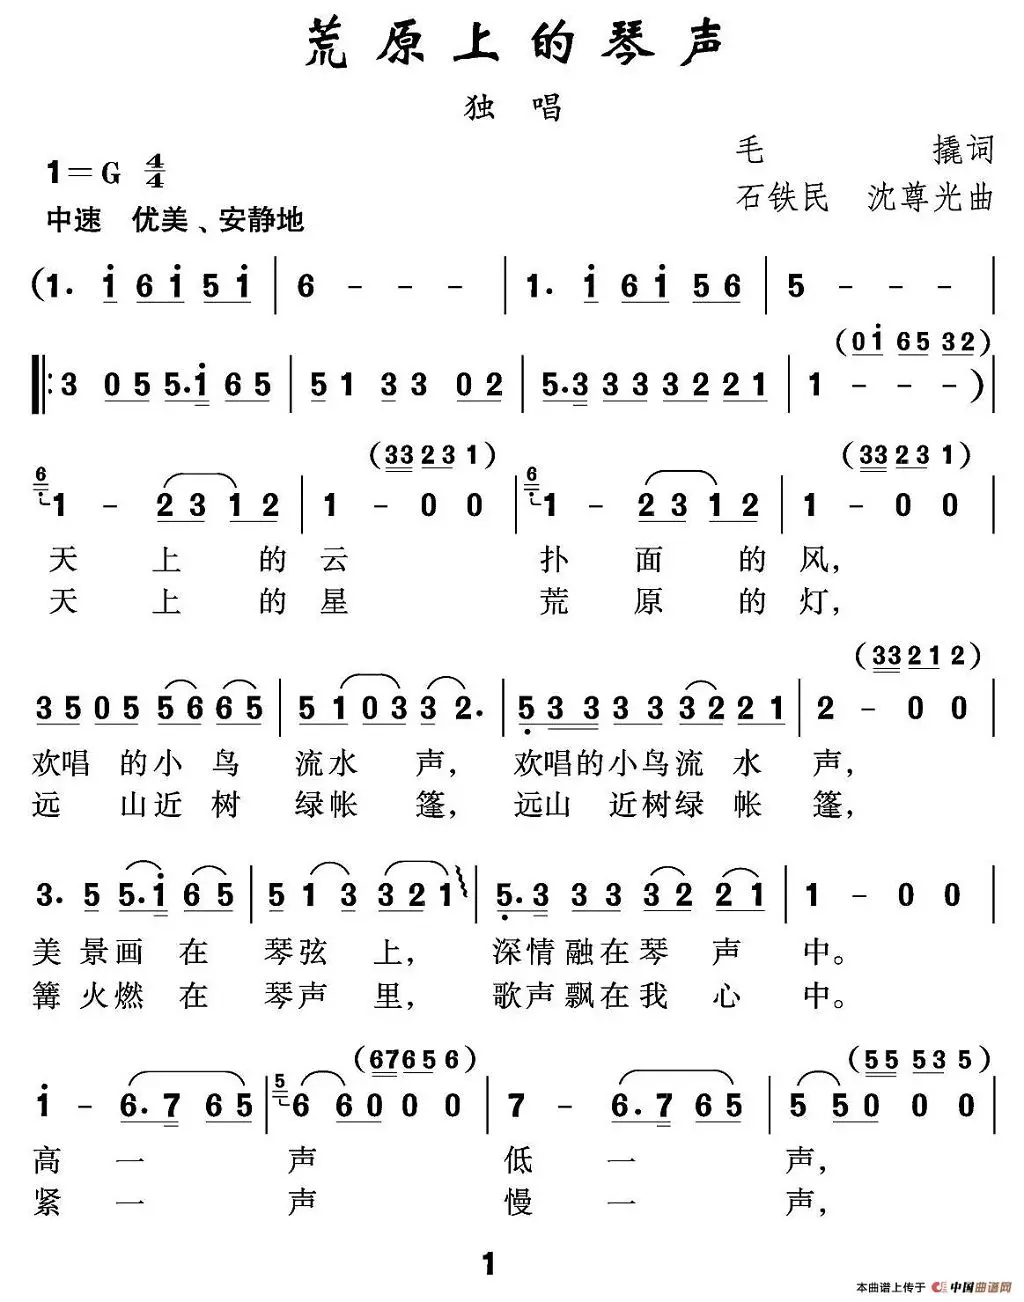 荒原上的琴声
独 唱
毛 撬词
1=G 4/4
石铁民 沈尊光曲
中速 优美、安静地
(1. i 6 i 5 i | 6 - - - | 1. i 6 i 5 6 | 5 - - - |
(0 i 6 5 3 2)
‖: 3 0 5 5. i 6 5 | 5 1 3 3 0 2 | 5. 3 3 3 3 2 2 1 | 1 - - - ) |
(3 3 2 3 1) (3 3 2 3 1)
6 1 - 2 3 1 2 | 1 - 0 0 | 6 1 - 2 3 1 2 | 1 - 0 0 |
天 上 的 云 扑 面 的 风,
天 上 的 星 荒 原 的 灯,
(3 3 2 1 2)
3 5 0 5 5 6 6 5 | 5 1 0 3 3 2. | 5 3 3 3 3 3 2 2 1 | 2 - 0 0 |
欢唱 的小 鸟 流水 声, 欢唱的小鸟流 水 声,
远 山近 树 绿帐 篷, 远山 近树绿 帐 篷,
3. 5 5. i 6 5 | 5 1 3 3 2 1 | 5. 3 3 3 3 2 2 1 | 1 - 0 0 |
美 景画 在 琴弦 上, 深情融在琴 声 中。
篝 火燃 在 琴声 里, 歌声飘在我 心 中。
(6 7 6 5 6) (5 5 5 3 5)
i - 6. 7 6 5 | 5 6 6 0 0 0 | 7 - 6. 7 6 5 | 5 5 0 0 0 |
高 一 声 低 一 声,
紧 一 声 慢 一 声,
1
本曲谱上传于 中国曲谱网